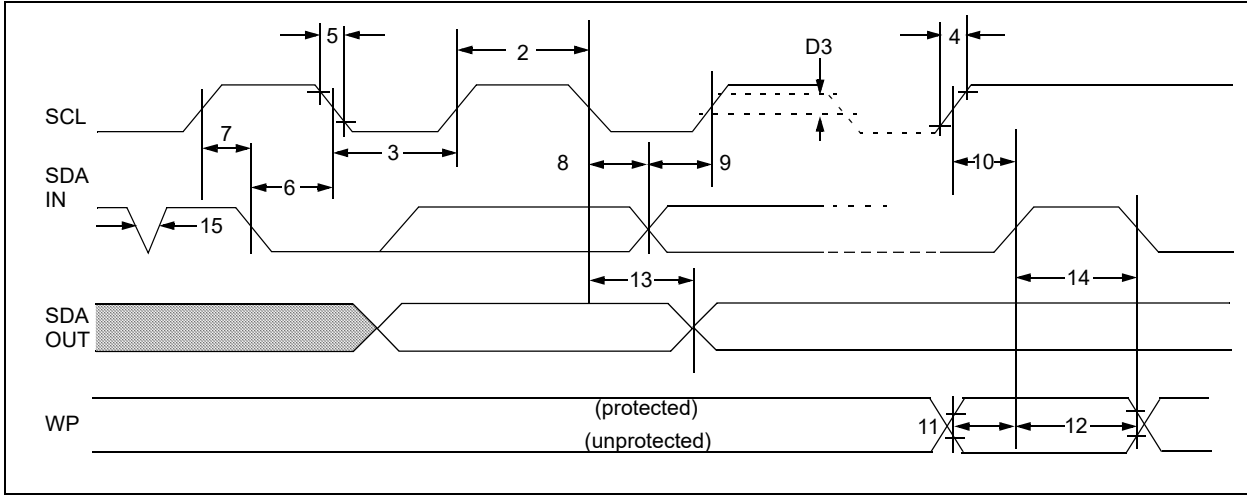 5
2
D3
4
SCL
7
3
8
9
10
SDA
IN
6
15
13
14
SDA
OUT
WP
(protected)
(unprotected)
11
12